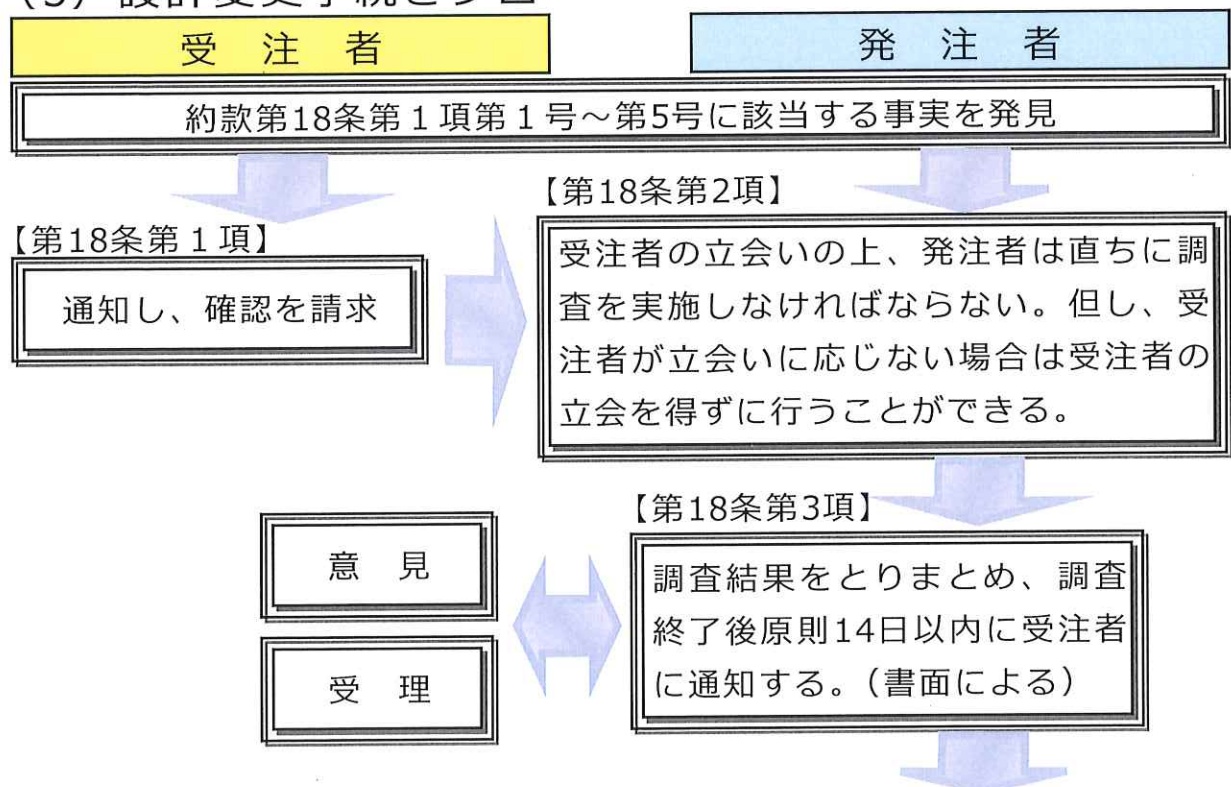 受 注 者
発 注 者
約款第18条第１項第１号～第5号に該当する事実を発見
【第18条第2項】
【第18条第１項】
通知し、確認を請求
受注者の立会いの上、発注者は直ちに調
査を実施しなければならない。但し、受
注者が立会いに応じない場合は受注者の
立会を得ずに行うことができる。
【第18条第3項】
意 見
受 理
調査結果をとりまとめ、調査
終了後原則14日以内に受注者
に通知する。（書面による）